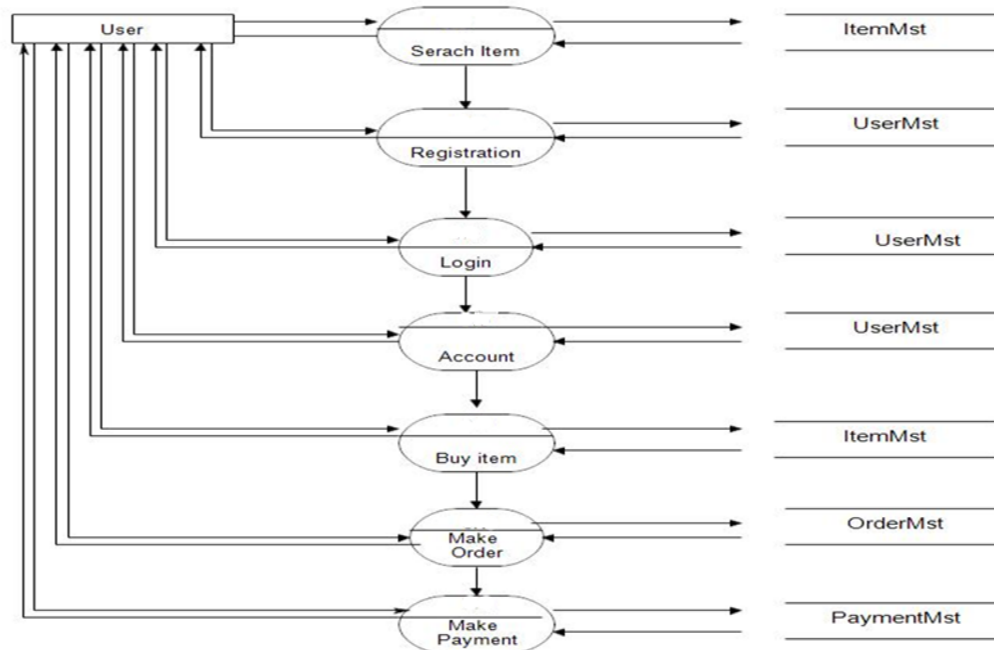 User
Serach Item
ItemMst
Registration
UserMst
Login
UserMst
Account
UserMst
Buy item
ItemMst
Make
Order
OrderMst
Make
Payment
PaymentMst